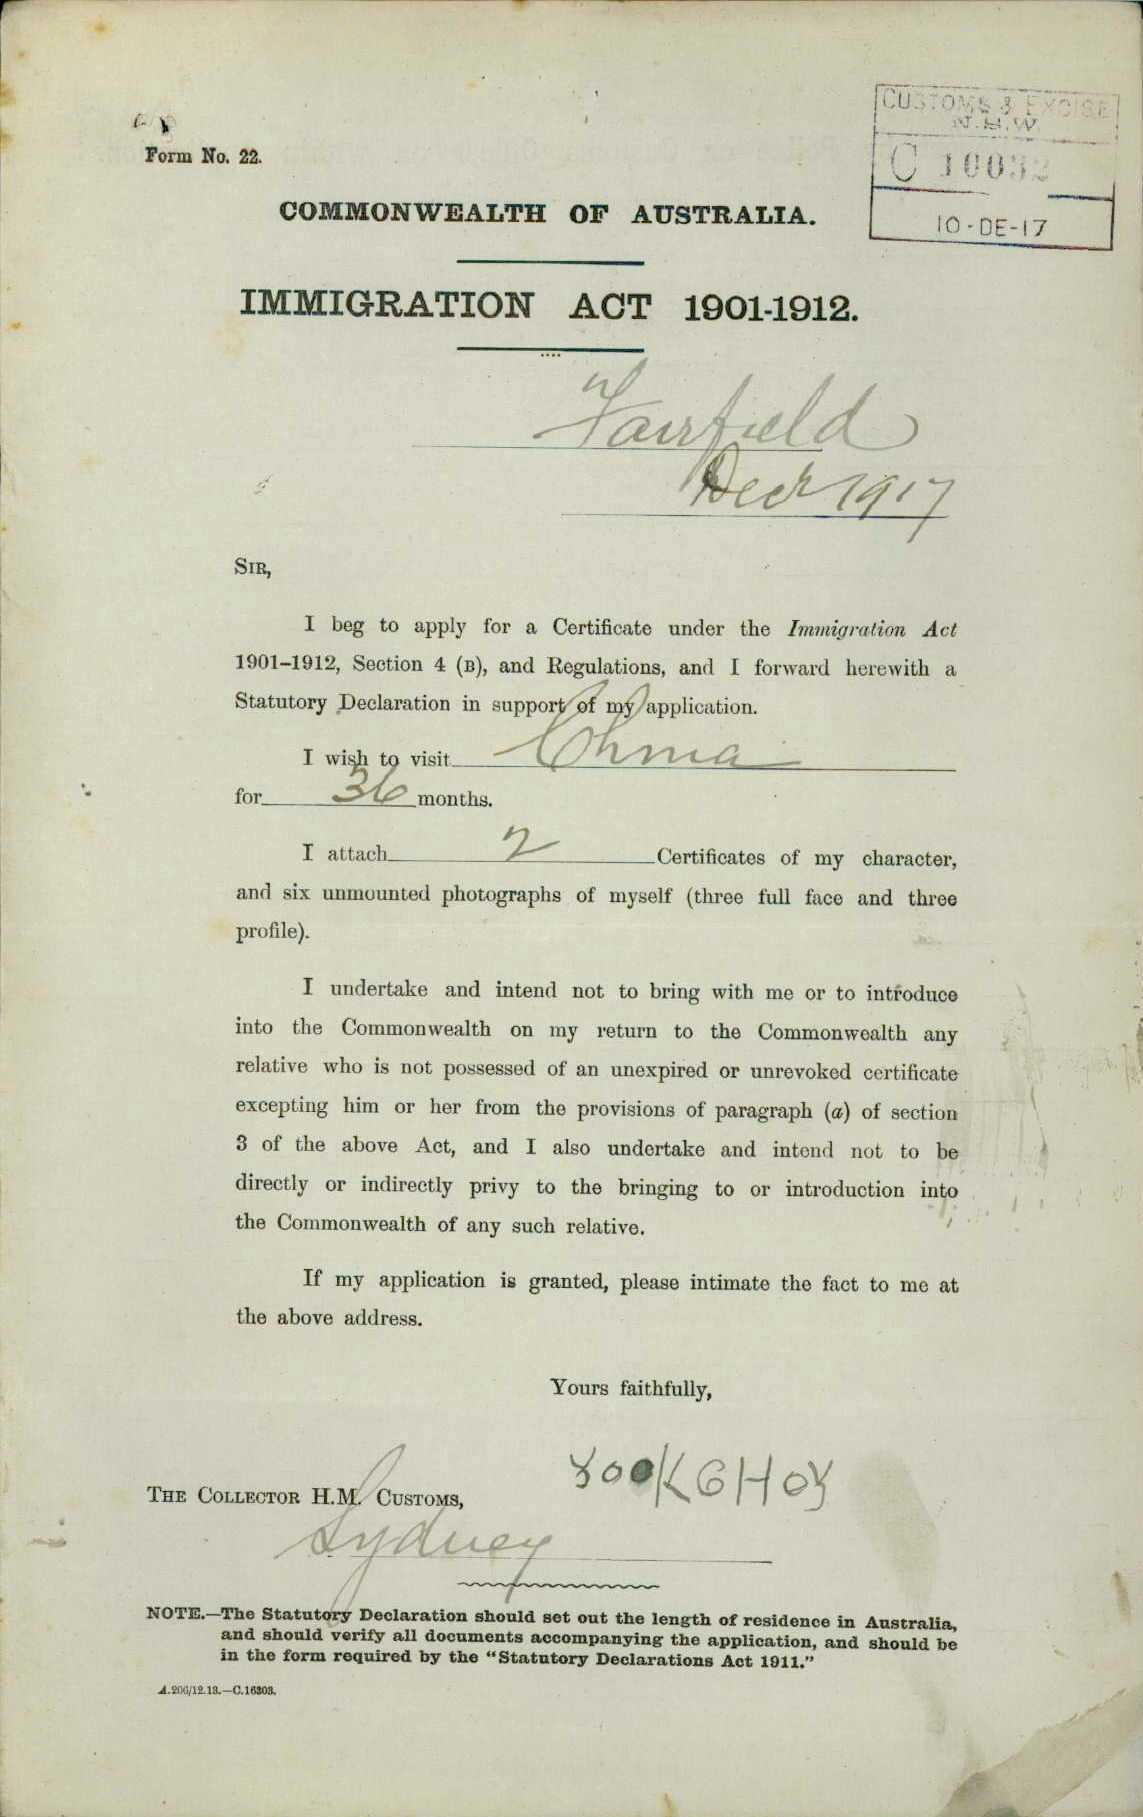 CUSTOMS & EXCISE
N.S.W.
C 10032
10-DE-17
Form No. 22.
COMMONWEALTH OF AUSTRALIA.
IMMIGRATION ACT 1901-1912.
Fairfield
Decr 1917
SIR,
I beg to apply for a Certificate under the Immigration Act
1901-1912, Section 4 (B), and Regulations, and I forward herewith a
Statutory Declaration in support of my application.
I wish to visit China
for 36 months.
I attach 2 Certificates of my character,
and six unmounted photographs of myself (three full face and three
profile).
I undertake and intend not to bring with me or to introduce
into the Commonwealth on my return to the Commonwealth any
relative who is not possessed of an unexpired or unrevoked certificate
excepting him or her from the provisions of paragraph (a) of section
3 of the above Act, and I also undertake and intend not to be
directly or indirectly privy to the bringing to or introduction into
the Commonwealth of any such relative.
If my application is granted, please intimate the fact to me at
the above address.
Yours faithfully,
YooK GHoy
THE COLLECTOR H.M. CUSTOMS,
Sydney
NOTE.—The Statutory Declaration should set out the length of residence in Australia,
and should verify all documents accompanying the application, and should be
in the form required by the "Statutory Declarations Act 1911."
A.206/12.13.—C.16303.